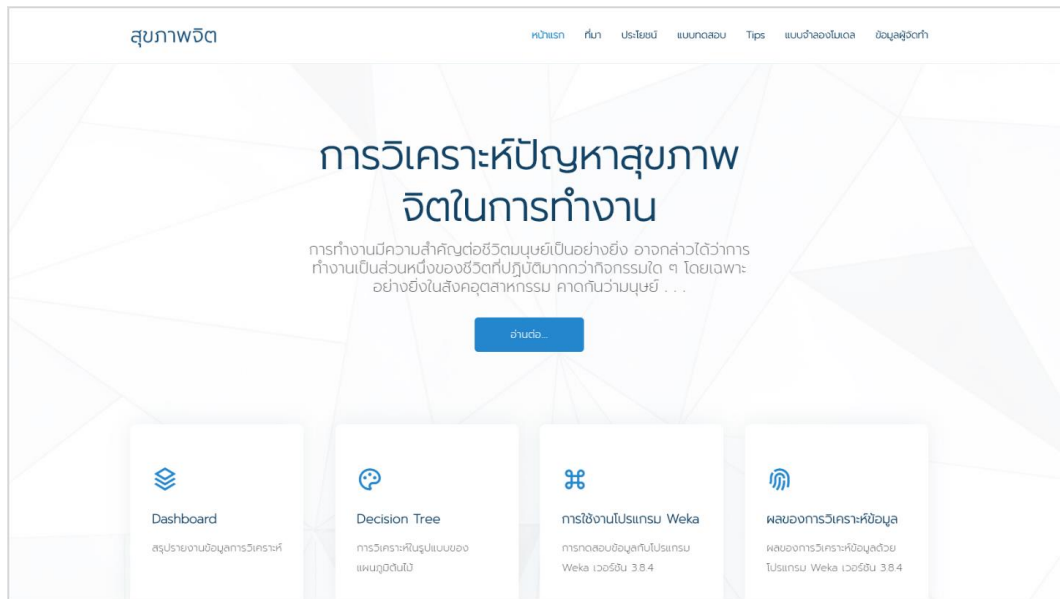 สุขภาพจิต
หน้าแรก ที่มา ประโยชน์ แบบทดสอบ Tips แบบจำลองโมเดล ข้อมูลผู้จัดทำ
การวิเคราะห์ปัญหาสุขภาพ
จิตในการทำงาน
การทำงานมีความสำคัญต่อชีวิตมนุษย์เป็นอย่างยิ่ง อาจกล่าวได้ว่าการ
ทำงานเป็นส่วนหนึ่งของชีวิตที่ปฏิบัติมากกว่ากิจกรรมใด ๆ โดยเฉพาะ
อย่างยิ่งในสังคมอุตสาหกรรม คาดกันว่ามนุษย์ . . .
อ่านต่อ...
Dashboard
สรุปรายงานข้อมูลการวิเคราะห์
Decision Tree
การวิเคราะห์ในรูปแบบของ
แผนภูมิต้นไม้
การใช้งานโปรแกรม Weka
การทดสอบข้อมูลกับโปรแกรม
Weka เวอร์ชัน 3.8.4
ผลของการวิเคราะห์ข้อมูล
ผลของการวิเคราะห์ข้อมูลด้วย
โปรแกรม Weka เวอร์ชัน 3.8.4